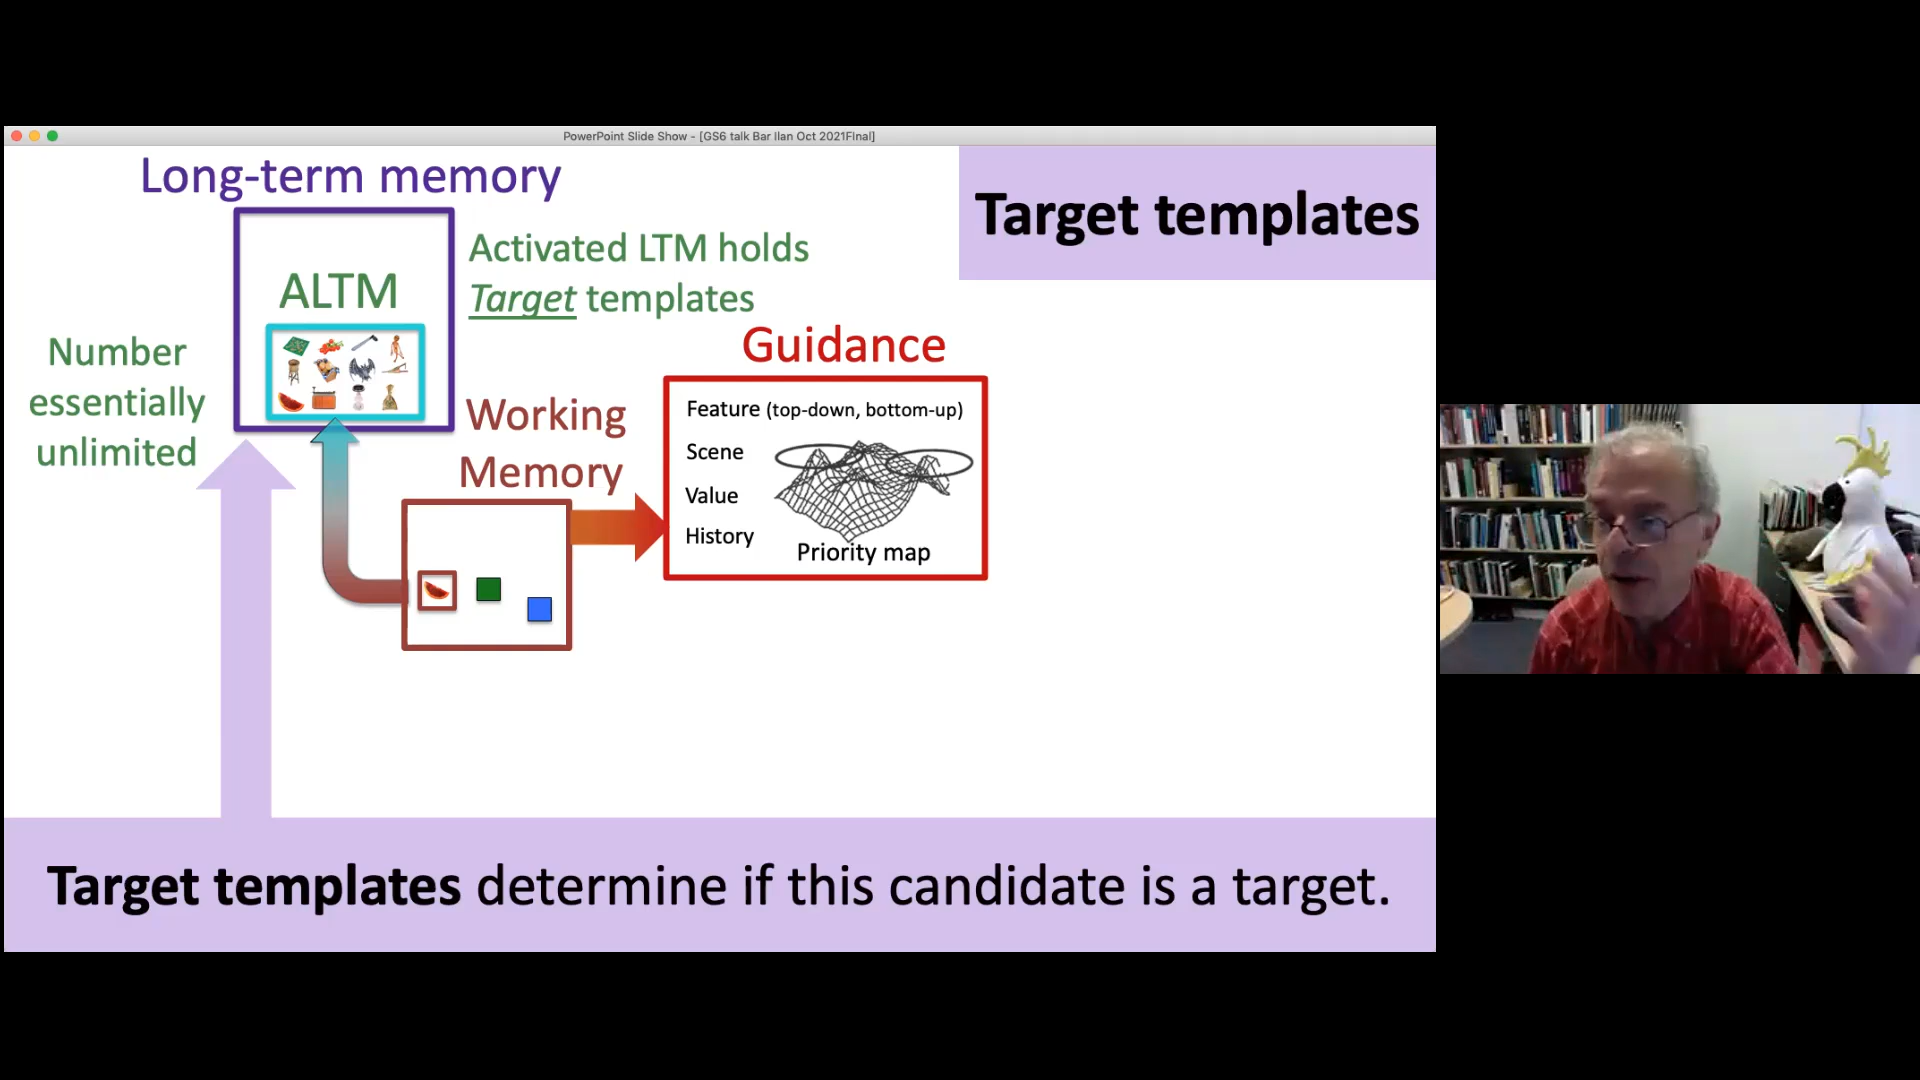 PowerPoint Slide Show - [GS6 talk Bar Ilan Oct 2021FInal]
Long-term memory
Target templates
ALTM
Activated LTM holds
Target templates
Number
essentially
unlimited
Working
Memory
Guidance
Feature (top-down, bottom-up)
Scene
Value
History
Priority map
Target templates determine if this candidate is a target.